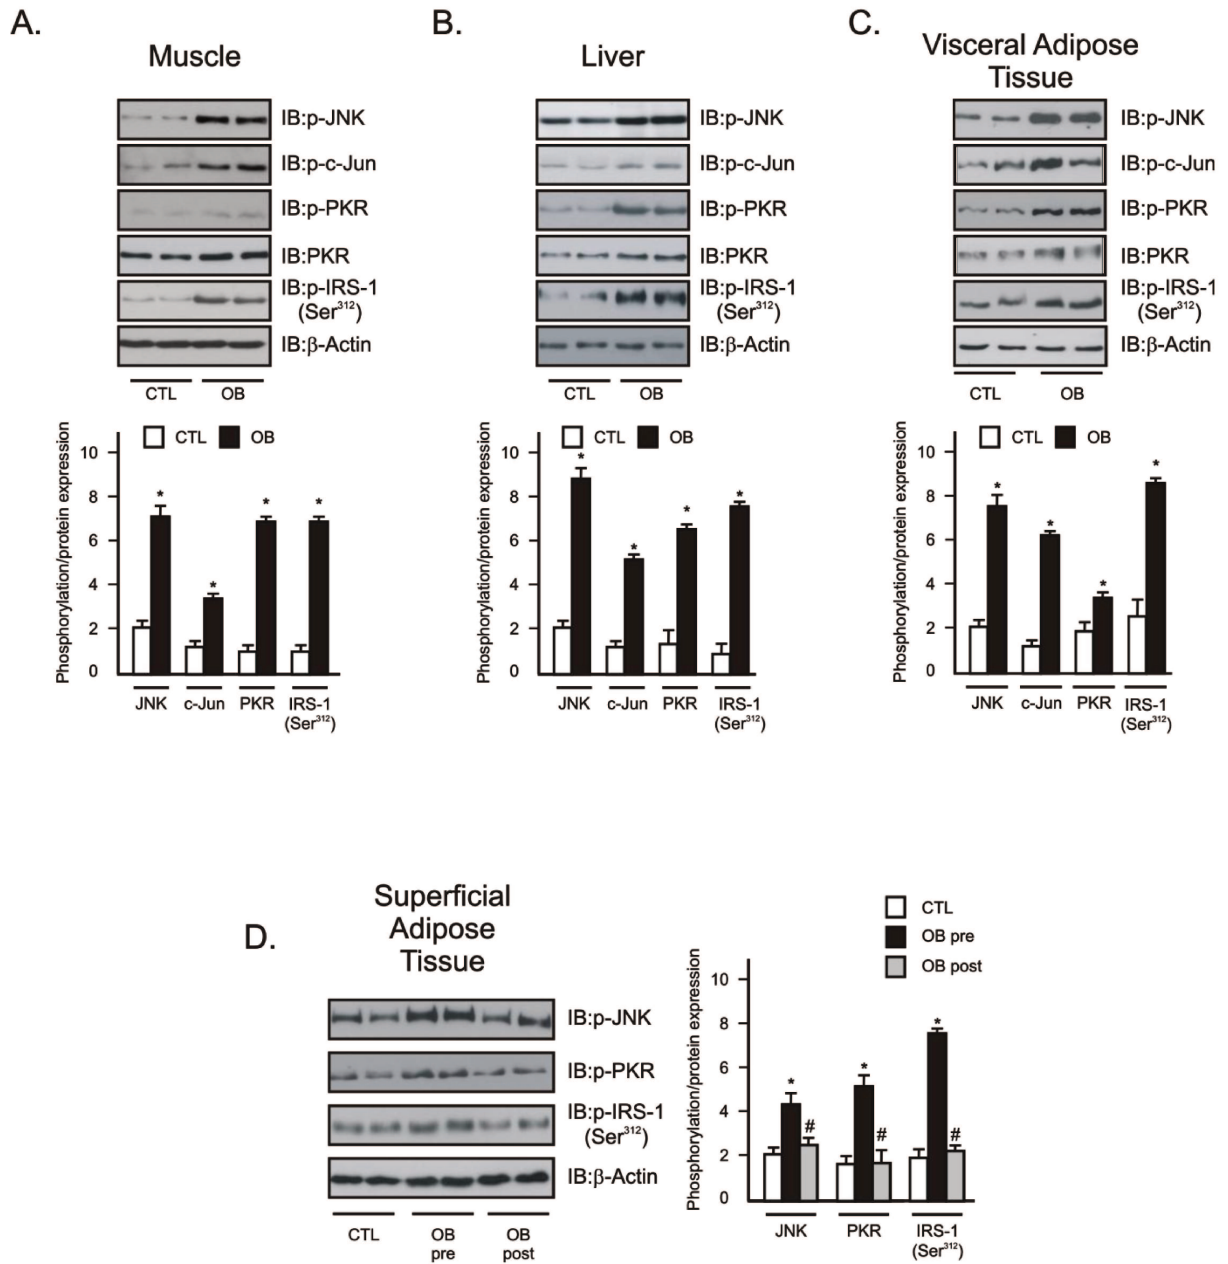 A.
Muscle
IB:p-JNK
IB:p-c-Jun
IB:p-PKR
IB:PKR
IB:p-IRS-1
(Ser³¹²)
IB:β-Actin
CTL OB
CTL OB
Phosphorylation/protein expression
10
8
6
4
2
0
* * * *
JNK c-Jun PKR IRS-1
(Ser³¹²)
B.
Liver
IB:p-JNK
IB:p-c-Jun
IB:p-PKR
IB:PKR
IB:p-IRS-1
(Ser³¹²)
IB:β-Actin
CTL OB
CTL OB
Phosphorylation/protein expression
10
8
6
4
2
0
* * * *
JNK c-Jun PKR IRS-1
(Ser³¹²)
C.
Visceral Adipose
Tissue
IB:p-JNK
IB:p-c-Jun
IB:p-PKR
IB:PKR
IB:p-IRS-1
(Ser³¹²)
IB:β-Actin
CTL OB
CTL OB
Phosphorylation/protein expression
10
8
6
4
2
0
* * * *
JNK c-Jun PKR IRS-1
(Ser³¹²)
D.
Superficial
Adipose
Tissue
IB:p-JNK
IB:p-PKR
IB:p-IRS-1
(Ser³¹²)
IB:β-Actin
CTL OB OB
pre post
CTL
OB pre
OB post
Phosphorylation/protein expression
10
8
6
4
2
0
* # * # * #
JNK PKR IRS-1
(Ser³¹²)